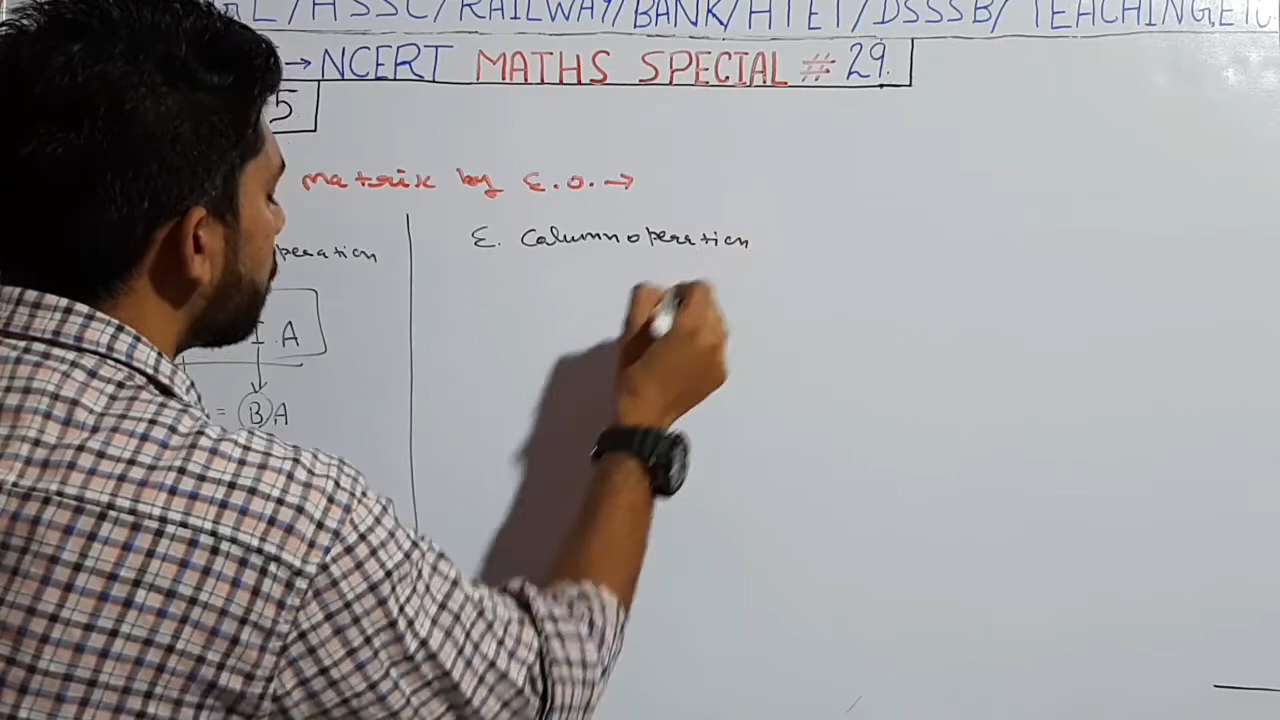 /HSSC/RAILWAY/BANK/HTET/DSSSB/TEACHING,ETC
→NCERT MATHS SPECIAL # 29.
5
matrix by E.O.→
E. Column operation
peration
I.A
= B.A